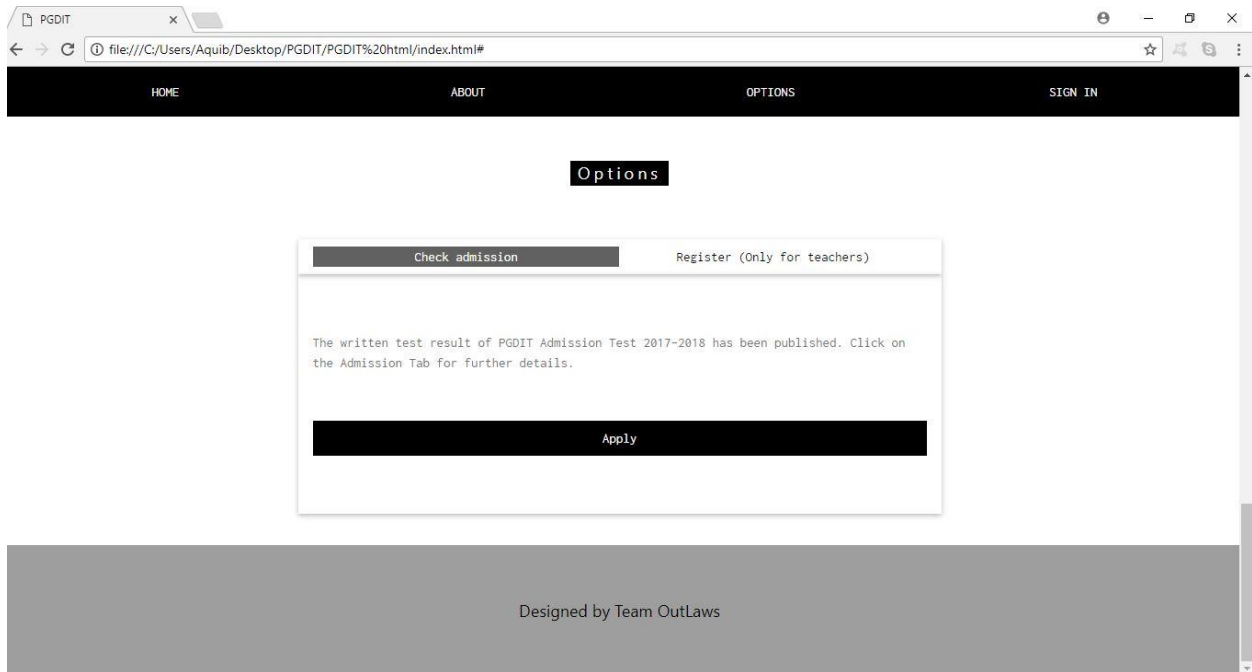 PGDIT
file:///C:/Users/Aquib/Desktop/PGDIT/PGDIT%20html/index.html#
HOME ABOUT OPTIONS SIGN IN
Options
Check admission Register (Only for teachers)
The written test result of PGDIT Admission Test 2017-2018 has been published. Click on
the Admission Tab for further details.
Apply
Designed by Team OutLaws